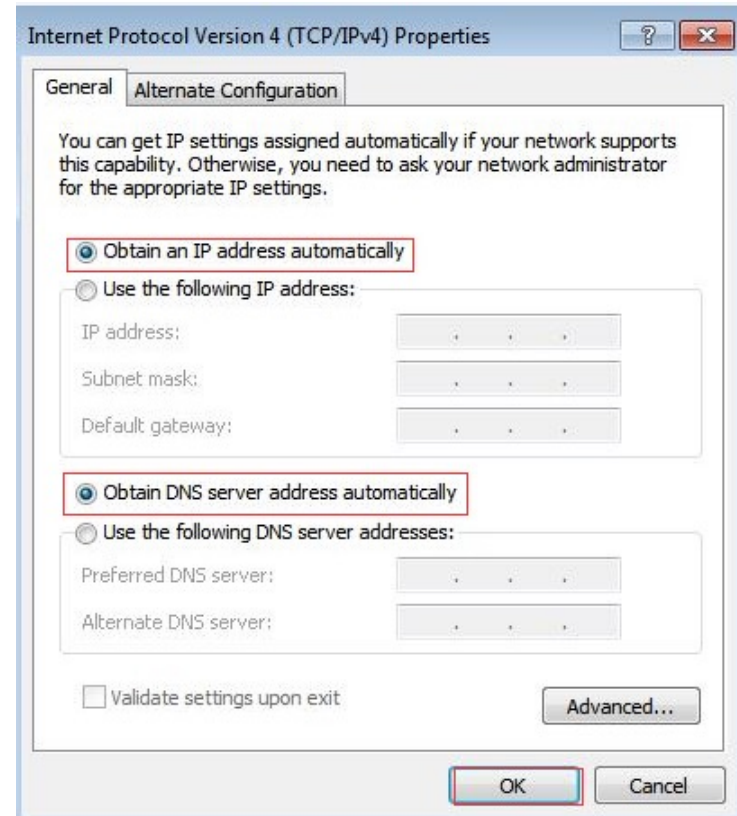 Internet Protocol Version 4 (TCP/IPv4) Properties
General
Alternate Configuration
You can get IP settings assigned automatically if your network supports
this capability. Otherwise, you need to ask your network administrator
for the appropriate IP settings.
Obtain an IP address automatically
Use the following IP address:
IP address:
Subnet mask:
Default gateway:
Obtain DNS server address automatically
Use the following DNS server addresses:
Preferred DNS server:
Alternate DNS server:
Validate settings upon exit
Advanced...
OK
Cancel